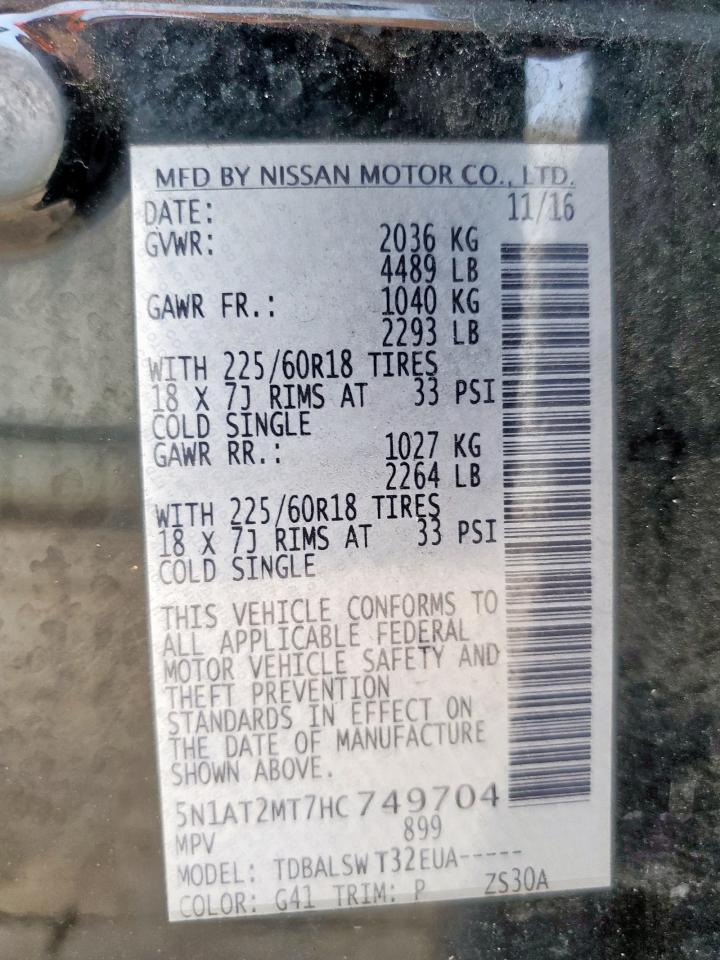 MFD BY NISSAN MOTOR CO., LTD.
DATE: 11/16
GVWR: 2036 KG
4489 LB
GAWR FR.: 1040 KG
2293 LB
WITH 225/60R18 TIRES
18 X 7J RIMS AT 33 PSI
COLD SINGLE
GAWR RR.: 1027 KG
2264 LB
WITH 225/60R18 TIRES
18 X 7J RIMS AT 33 PSI
COLD SINGLE
THIS VEHICLE CONFORMS TO
ALL APPLICABLE FEDERAL
MOTOR VEHICLE SAFETY AND
THEFT PREVENTION
STANDARDS IN EFFECT ON
THE DATE OF MANUFACTURE
SHOWN ABOVE.
5N1AT2MT7HC749704
MPV 899
MODEL: TDBALSW T32EUA-----
COLOR: G41 TRIM: P ZS30A